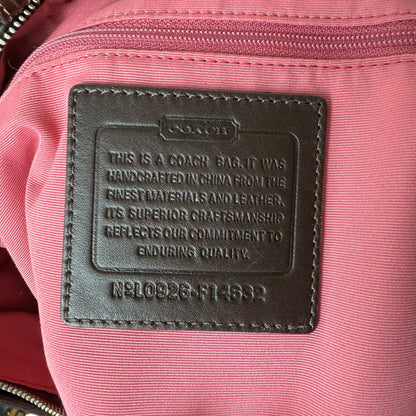 COACH
THIS IS A COACH BAG. IT WAS
HANDCRAFTED IN CHINA FROM THE
FINEST MATERIALS AND LEATHER.
ITS SUPERIOR CRAFTSMANSHIP
REFLECTS OUR COMMITMENT TO
ENDURING QUALITY.
Nº L0926-F14632